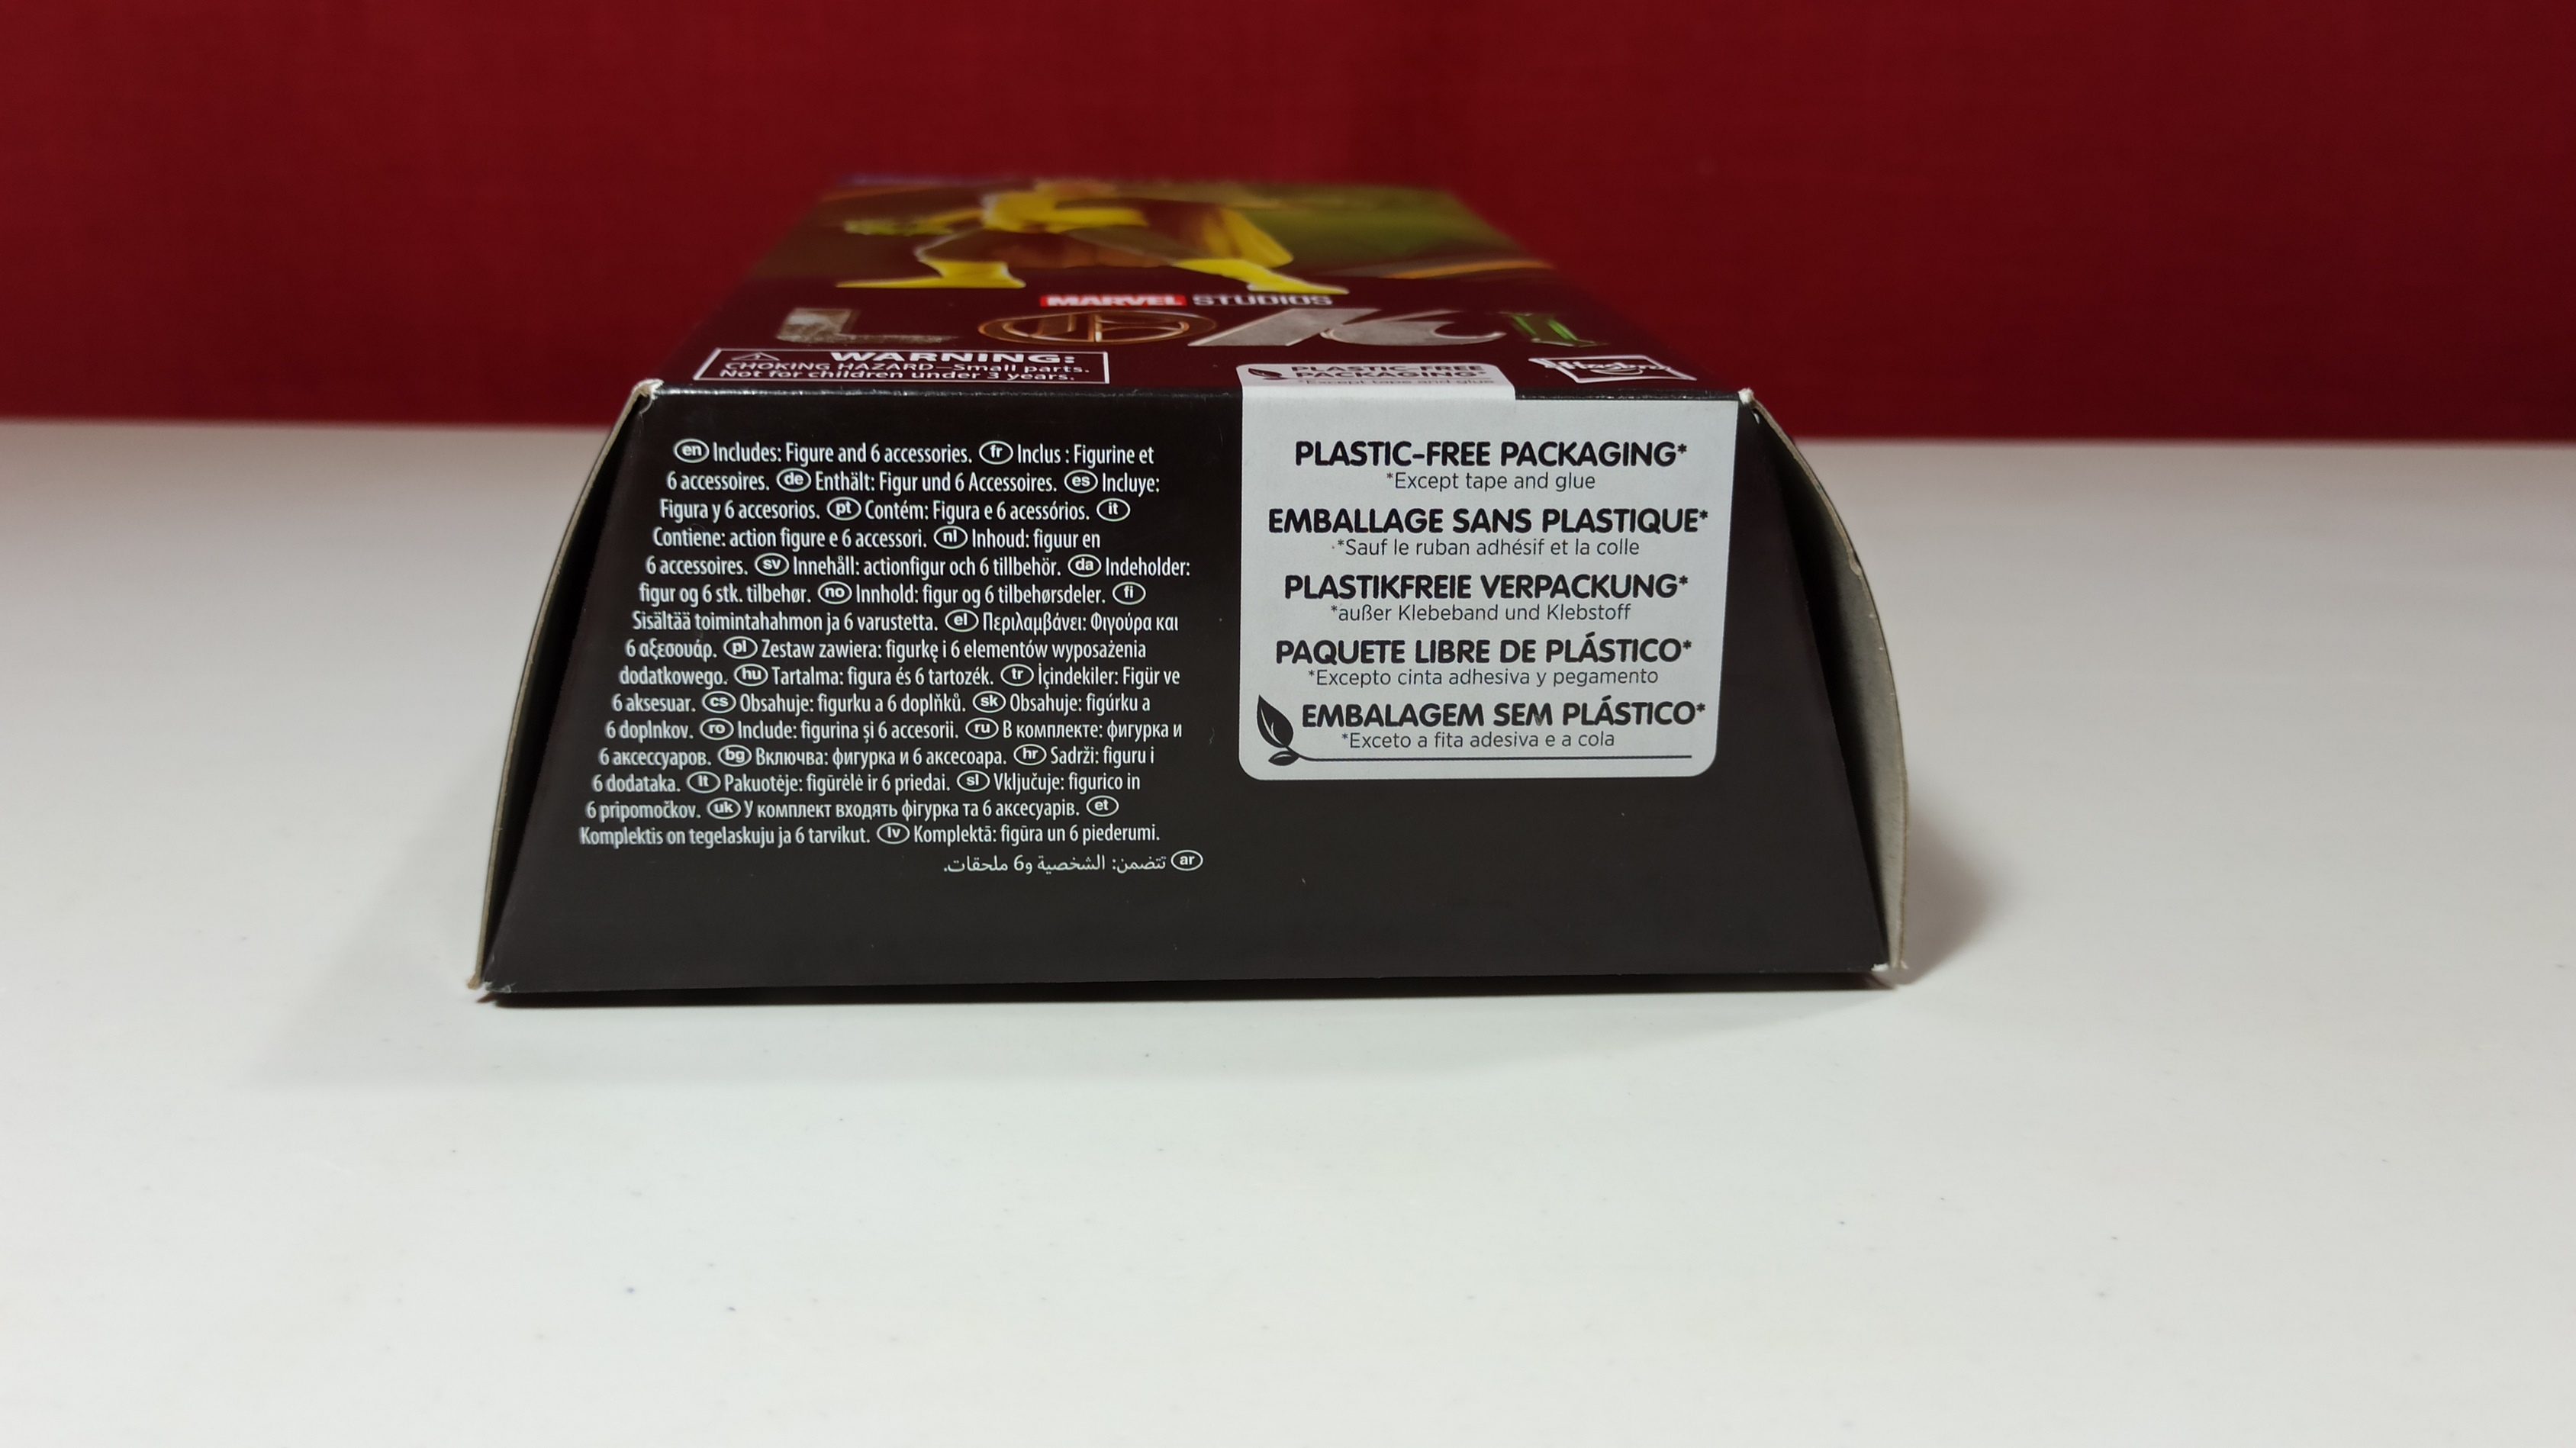 MARVEL STUDIOS
LOKI
WARNING:
CHOKING HAZARD—Small parts.
Not for children under 3 years.
PLASTIC-FREE
PACKAGING*
*Except tape and glue
Hasbro
en Includes: Figure and 6 accessories. fr Inclus : Figurine et
6 accessoires. de Enthält: Figur und 6 Accessoires. es Incluye:
Figura y 6 accesorios. pt Contém: Figura e 6 acessórios. it
Contiene: action figure e 6 accessori. nl Inhoud: figuur en
6 accessoires. sv Innehåll: actionfigur och 6 tillbehör. da Indeholder:
figur og 6 stk. tilbehør. no Innhold: figur og 6 tilbehørsdeler. fi
Sisältää toimintahahmon ja 6 varustetta. el Περιλαμβάνει: Φιγούρα και
6 αξεσουάρ. pl Zestaw zawiera: figurkę i 6 elementów wyposażenia
dodatkowego. hu Tartalma: figura és 6 tartozék. tr İçindekiler: Figür ve
6 aksesuar. cs Obsahuje: figurku a 6 doplňků. sk Obsahuje: figúrku a
6 doplnkov. ro Include: figurina și 6 accesorii. ru В комплекте: фигурка и
6 аксессуаров. bg Включва: фигурка и 6 аксесоара. hr Sadrži: figuru i
6 dodataka. lt Pakuotėje: figūrėlė ir 6 priedai. sl Vključuje: figurico in
6 pripomočkov. uk У комплект входять фігурка та 6 аксесуарів. et
Komplektis on tegelaskuju ja 6 tarvikut. lv Komplektā: figūra un 6 piederumi.
ar تتضمن: الشخصية و6 ملحقات.
PLASTIC-FREE PACKAGING*
*Except tape and glue
EMBALLAGE SANS PLASTIQUE*
*Sauf le ruban adhésif et la colle
PLASTIKFREIE VERPACKUNG*
*außer Klebeband und Klebstoff
PAQUETE LIBRE DE PLÁSTICO*
*Excepto cinta adhesiva y pegamento
EMBALAGEM SEM PLÁSTICO*
*Exceto a fita adesiva e a cola